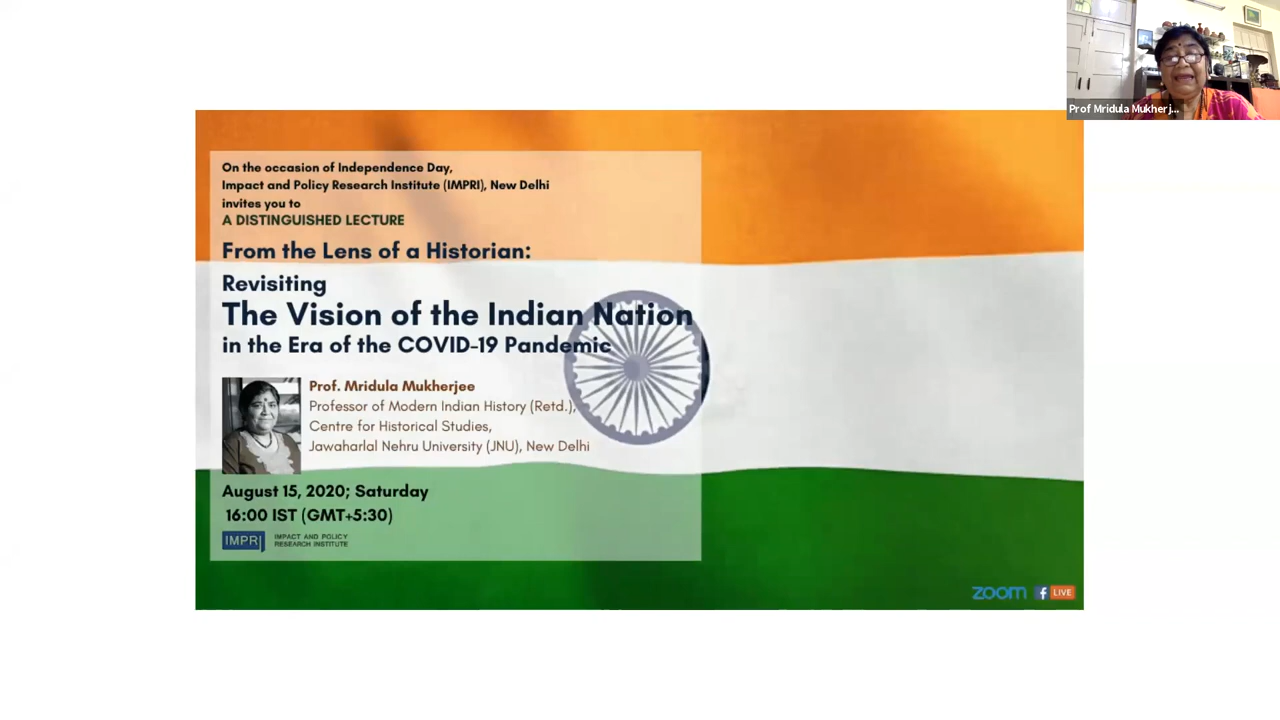 Prof Mridula Mukherj...
On the occasion of Independence Day,
Impact and Policy Research Institute (IMPRI), New Delhi
invites you to
A DISTINGUISHED LECTURE
From the Lens of a Historian:
Revisiting
The Vision of the Indian Nation
in the Era of the COVID-19 Pandemic
Prof. Mridula Mukherjee
Professor of Modern Indian History (Retd.),
Centre for Historical Studies,
Jawaharlal Nehru University (JNU), New Delhi
August 15, 2020; Saturday
16:00 IST (GMT+5:30)
IMPRI IMPACT AND POLICY
RESEARCH INSTITUTE
zoom f LIVE